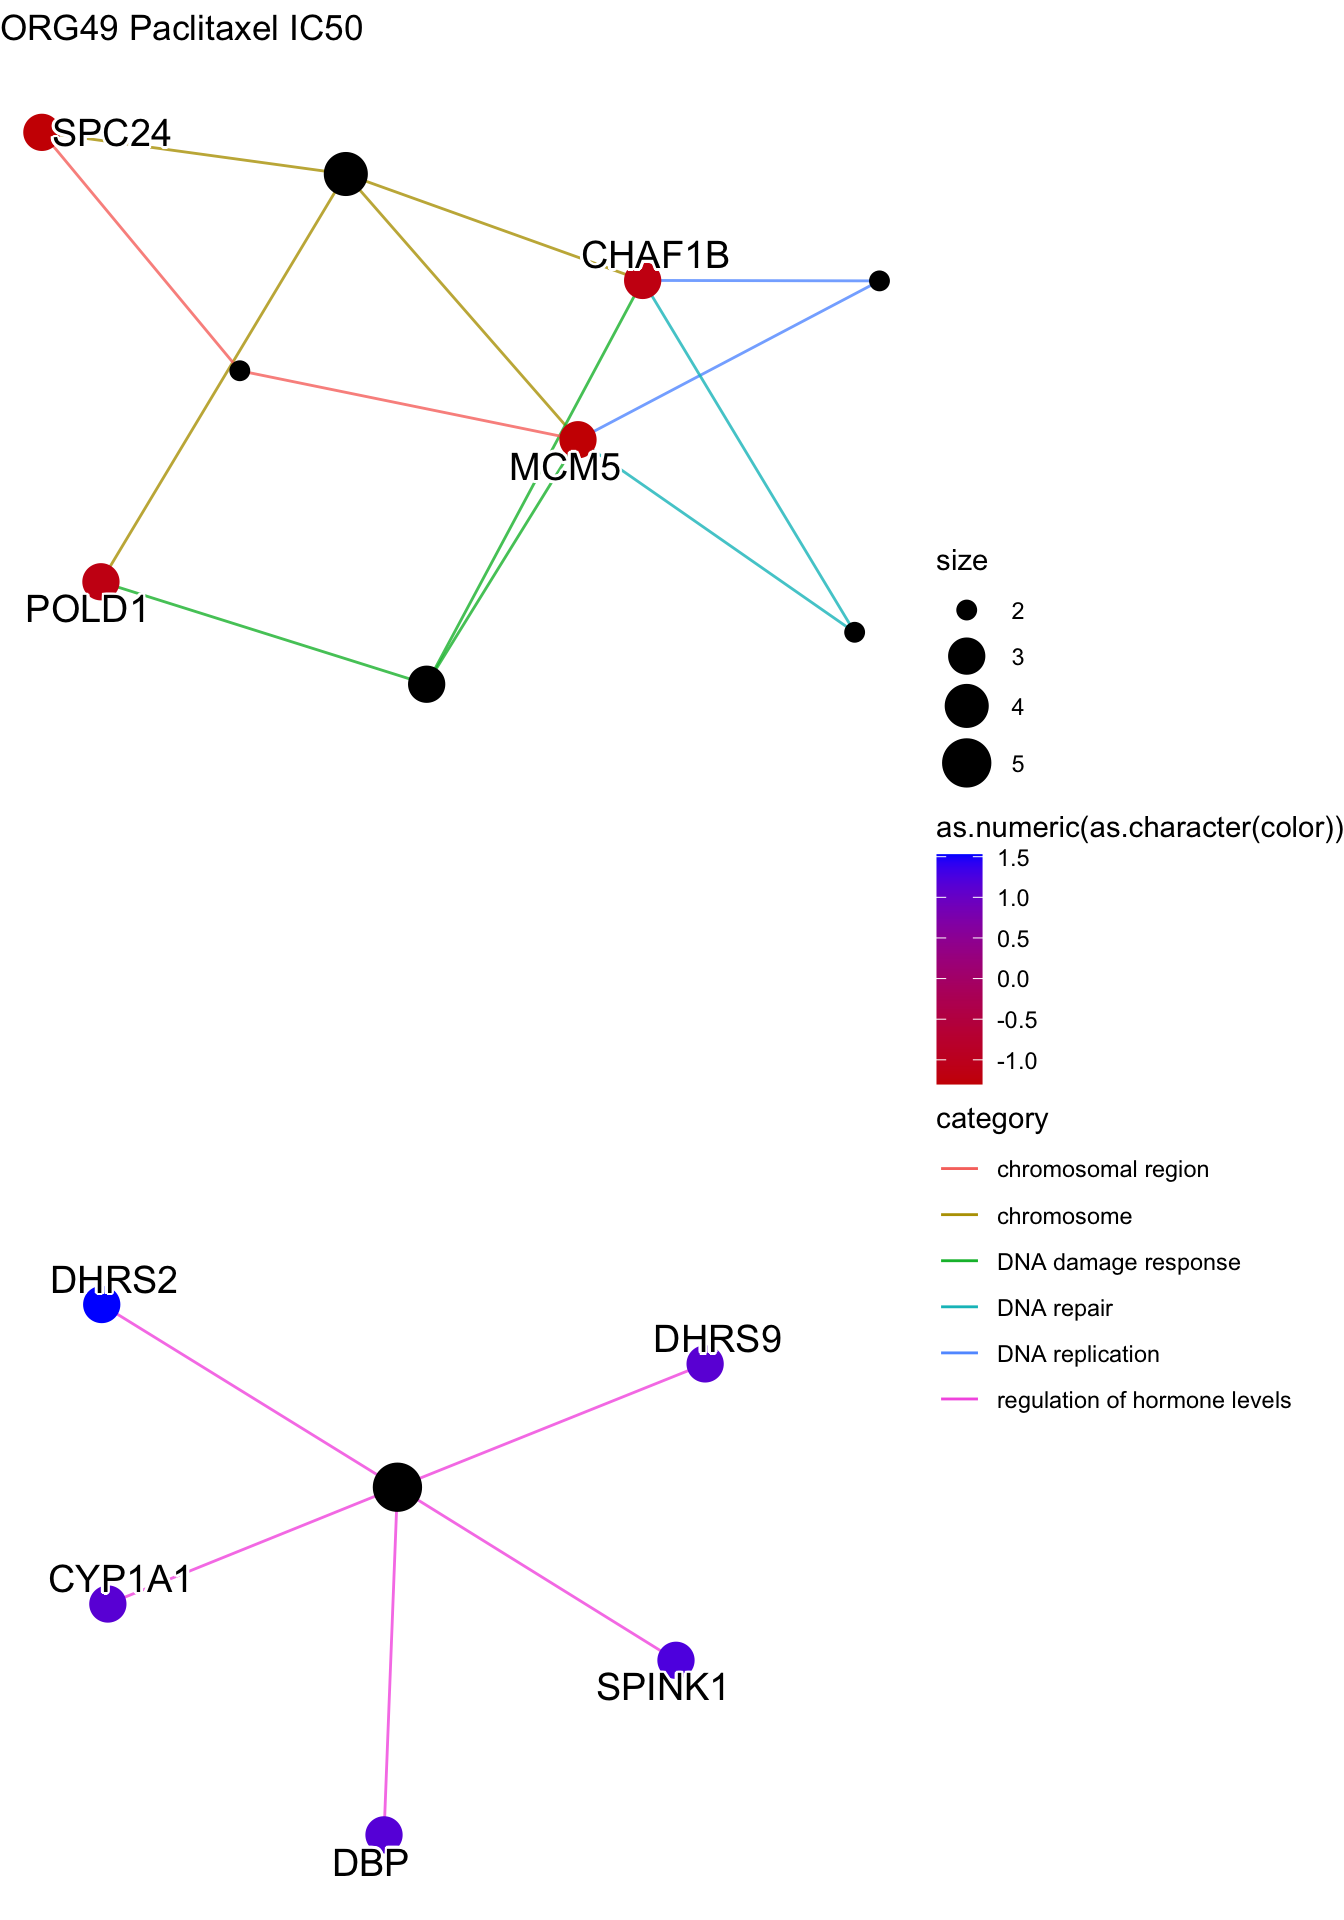 ORG49 Paclitaxel IC50
SPC24
CHAF1B
MCM5
POLD1
size
2
3
4
5
as.numeric(as.character(color))
1.5
1.0
0.5
0.0
-0.5
-1.0
category
chromosomal region
chromosome
DNA damage response
DNA repair
DNA replication
regulation of hormone levels
DHRS2
DHRS9
CYP1A1
SPINK1
DBP